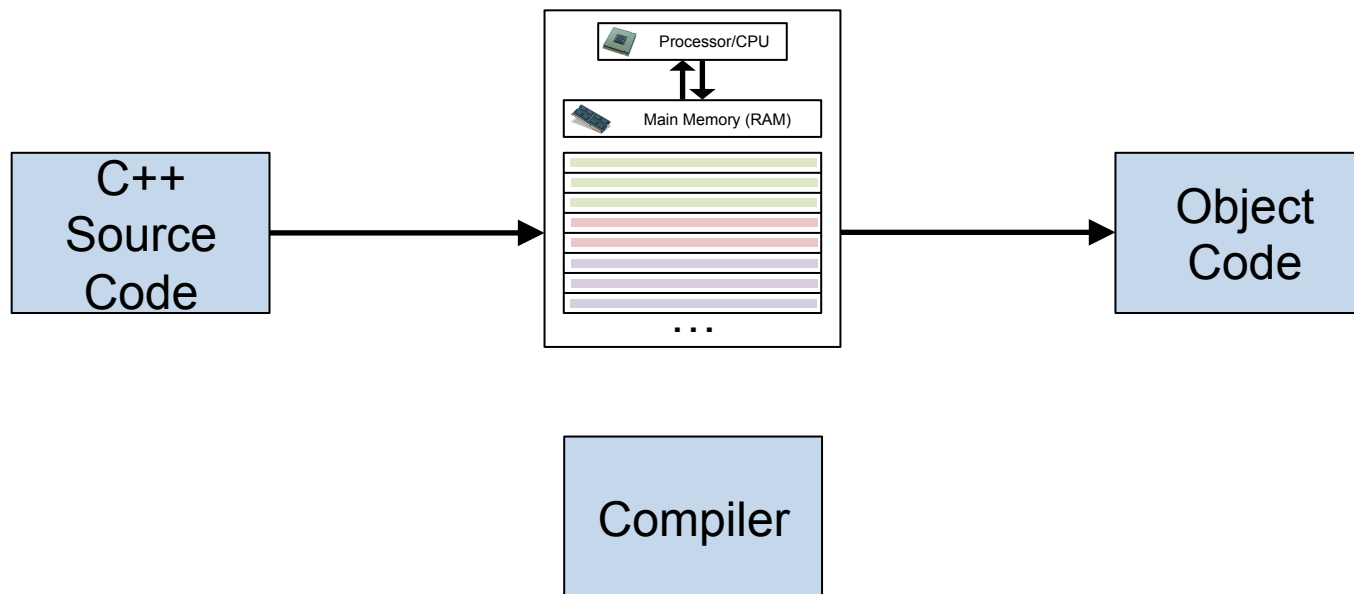 Processor/CPU
Main Memory (RAM)
C++
Source
Code
Object
Code
. . .
Compiler